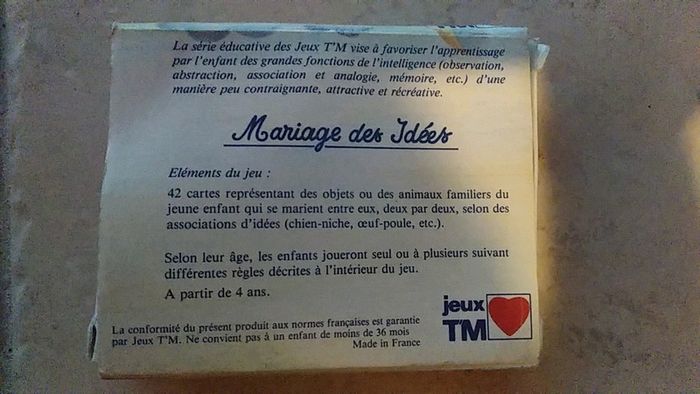 La série éducative des Jeux T'M vise à favoriser l'apprentissage
par l'enfant des grandes fonctions de l'intelligence (observation,
abstraction, association et analogie, mémoire, etc.) d'une
manière peu contraignante, attractive et récréative.
Mariage des Idées
Eléments du jeu :
42 cartes représentant des objets ou des animaux familiers du
jeune enfant qui se marient entre eux, deux par deux, selon des
associations d'idées (chien-niche, œuf-poule, etc.).
Selon leur âge, les enfants joueront seul ou à plusieurs suivant
différentes règles décrites à l'intérieur du jeu.
A partir de 4 ans.
La conformité du présent produit aux normes françaises est garantie
par Jeux T'M. Ne convient pas à un enfant de moins de 36 mois
Made in France
jeux
TM